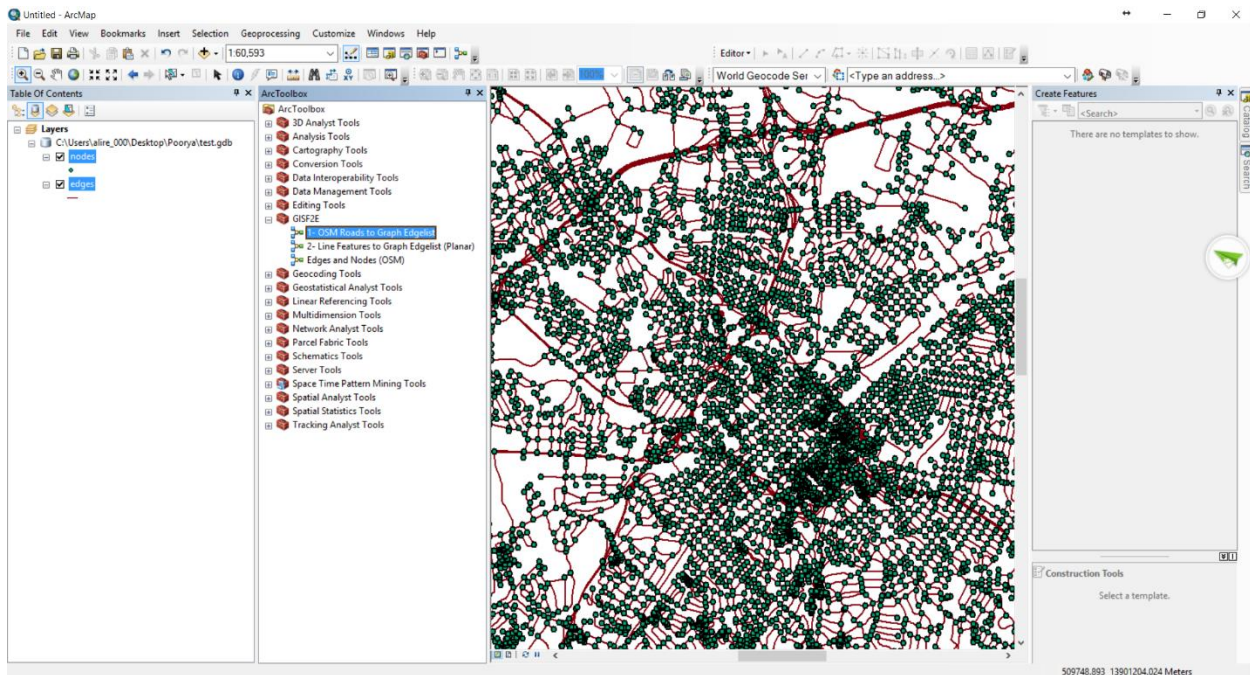 Untitled - ArcMap
File Edit View Bookmarks Insert Selection Geoprocessing Customize Windows Help
1:60,593
Editor
100%
World Geocode Ser
<Type an address...>
Table Of Contents
Layers
C:\Users\alire_000\Desktop\Poorya\test.gdb
nodes
edges
ArcToolbox
ArcToolbox
3D Analyst Tools
Analysis Tools
Cartography Tools
Conversion Tools
Data Interoperability Tools
Data Management Tools
Editing Tools
GISF2E
1- OSM Roads to Graph Edgelist
2- Line Features to Graph Edgelist (Planar)
Edges and Nodes (OSM)
Geocoding Tools
Geostatistical Analyst Tools
Linear Referencing Tools
Multidimension Tools
Network Analyst Tools
Parcel Fabric Tools
Schematics Tools
Server Tools
Space Time Pattern Mining Tools
Spatial Analyst Tools
Spatial Statistics Tools
Tracking Analyst Tools
Create Features
<Search>
There are no templates to show.
Construction Tools
Select a template.
Catalog
Search
509748.893 13901204.024 Meters